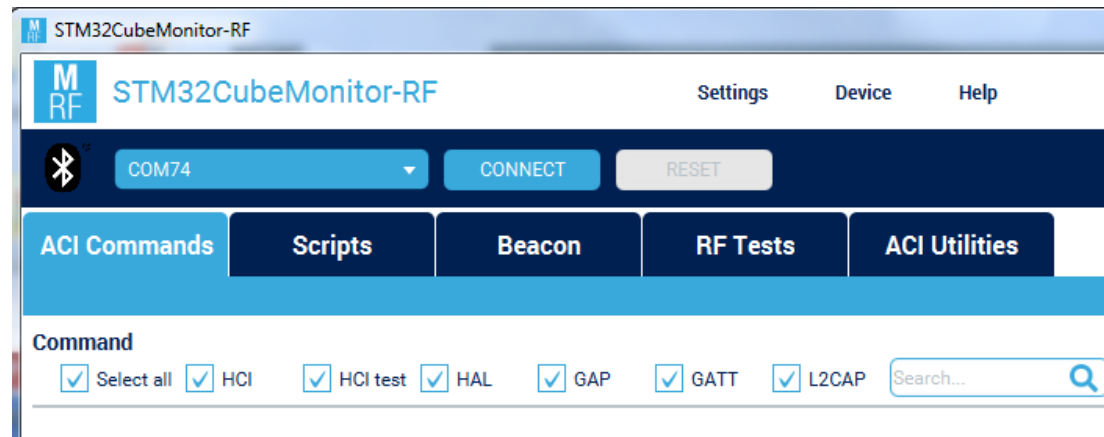 STM32CubeMonitor-RF
M
RF
STM32CubeMonitor-RF Settings Device Help
COM74 CONNECT RESET
ACI Commands Scripts Beacon RF Tests ACI Utilities
Command
Select all HCI HCI test HAL GAP GATT L2CAP Search...